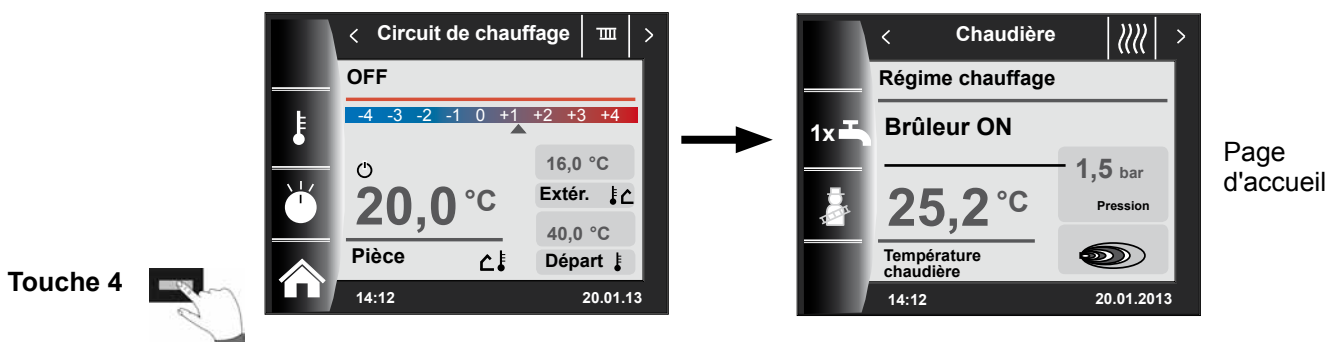 Touche 4
< Circuit de chauffage >
OFF
-4 -3 -2 -1 0 +1 +2 +3 +4
16,0 °C
Extér.
20,0 °C
40,0 °C
Pièce
Départ
14:12 20.01.13
< Chaudière >
Régime chauffage
1x
Brûleur ON
1,5 bar
Pression
25,2 °C
Température
chaudière
14:12 20.01.2013
Page
d'accueil